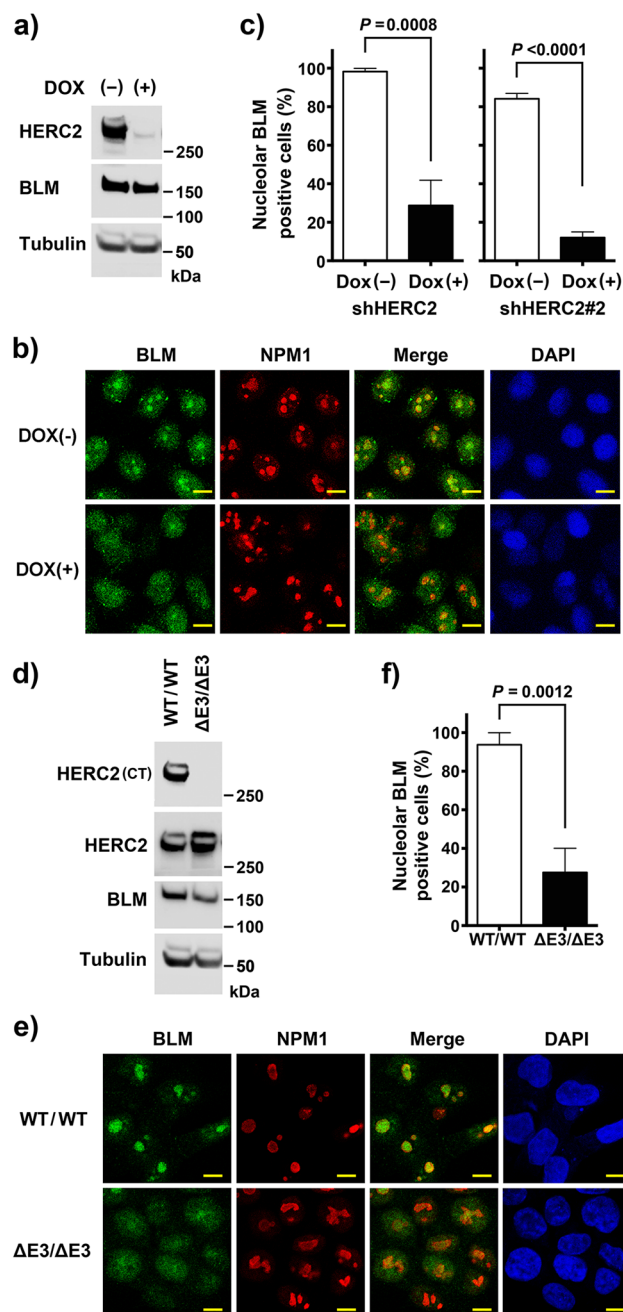 a)
DOX (–) (+)
HERC2
250
BLM
150
100
Tubulin
50
kDa
c)
P = 0.0008
P <0.0001
Nucleolar BLM
positive cells (%)
100
80
60
40
20
0
Dox (–) Dox (+) Dox (–) Dox (+)
shHERC2 shHERC2#2
b)
BLM NPM1 Merge DAPI
DOX(-)
DOX(+)
d)
WT/WT
ΔE3/ΔE3
HERC2 (CT)
250
HERC2
250
BLM
150
100
Tubulin
50
kDa
f)
P = 0.0012
Nucleolar BLM
positive cells (%)
100
80
60
40
20
0
WT/WT ΔE3/ΔE3
e)
BLM NPM1 Merge DAPI
WT/WT
ΔE3/ΔE3